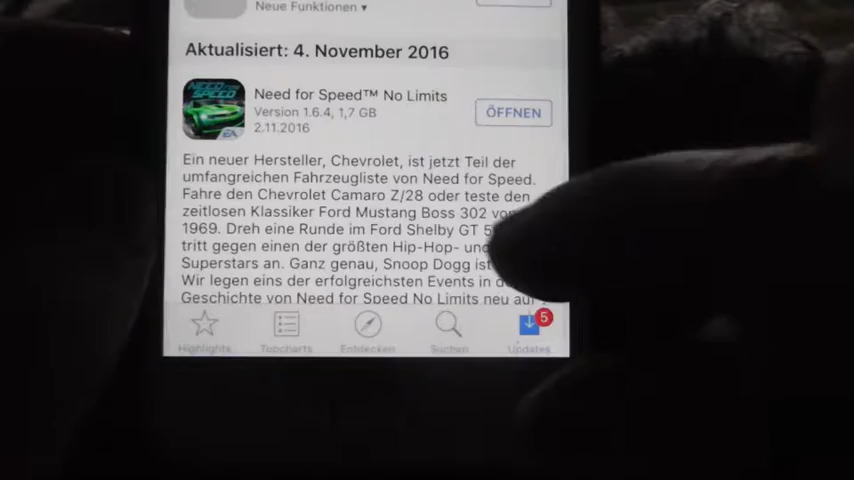 Neue Funktionen ▾
Aktualisiert: 4. November 2016
NEED FOR
SPEED
EA
Need for Speed™ No Limits
Version 1.6.4, 1,7 GB
2.11.2016
ÖFFNEN
Ein neuer Hersteller, Chevrolet, ist jetzt Teil der
umfangreichen Fahrzeugliste von Need for Speed.
Fahre den Chevrolet Camaro Z/28 oder teste den
zeitlosen Klassiker Ford Mustang Boss 302
1969. Dreh eine Runde im Ford Shelby GT
tritt gegen einen der größten Hip-Hop- und
Superstars an. Ganz genau, Snoop Dogg ist
Wir legen eins der erfolgreichsten Events in
Geschichte von Need for Speed No Limits neu auf
5
Highlights Topcharts Entdecken Suchen Updates